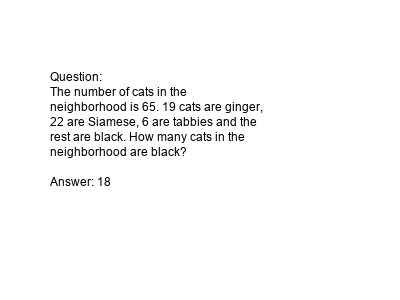 Question:
The number of cats in the
neighborhood is 65. 19 cats are ginger,
22 are Siamese, 6 are tabbies and the
rest are black. How many cats in the
neighborhood are black?
Answer: 18